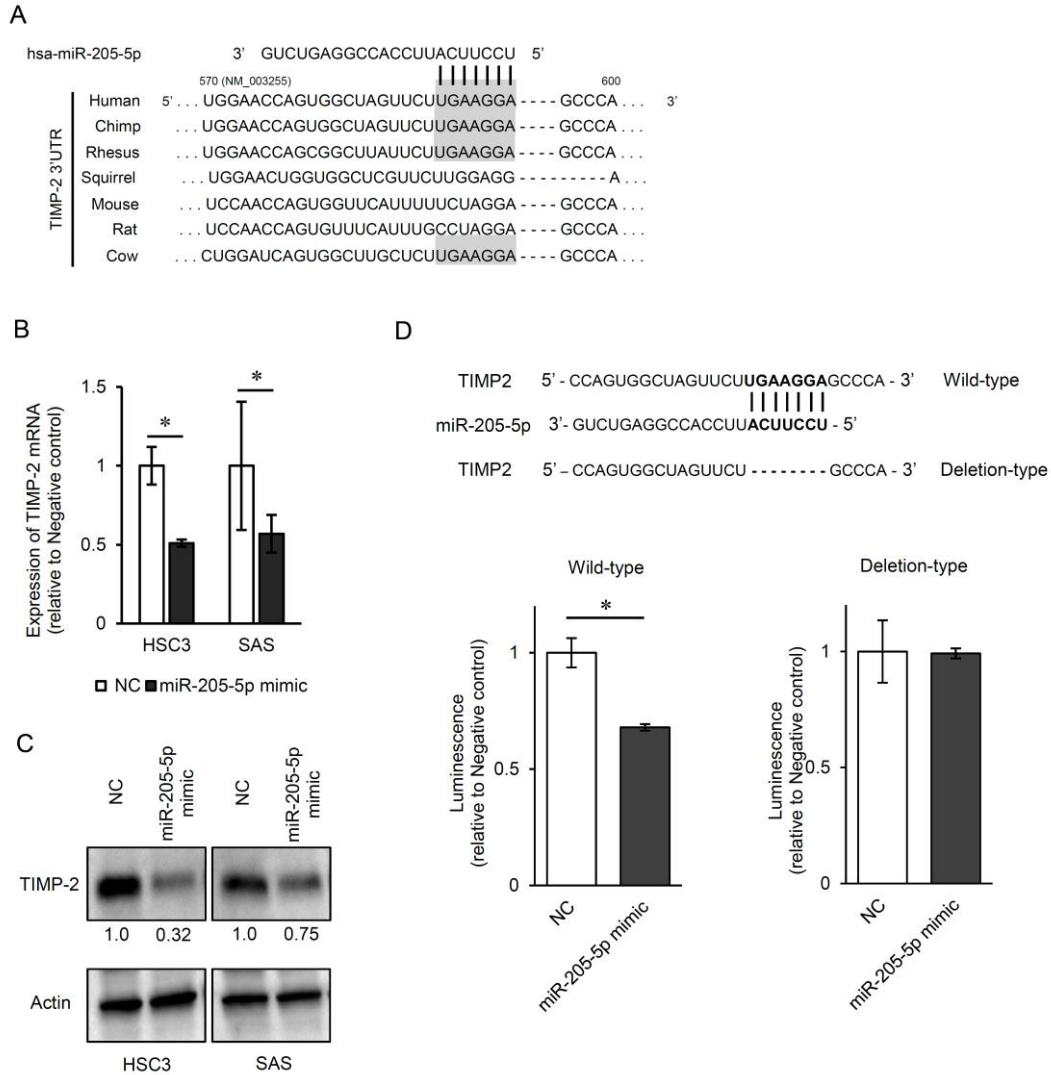 A
hsa-miR-205-5p 3’ GUCUGAGGCCACCUUACUUCCU 5’
570 (NM_003255) 600
TIMP-2 3’UTR
Human 5’ . . . UGGAACCAGUGGCUAGUUCUUGAAGGA - - - - GCCCA . . . 3’
Chimp . . . UGGAACCAGUGGCUAGUUCUUGAAGGA - - - - GCCCA . . .
Rhesus . . . UGGAACCAGCGGCUUAUUCUUGAAGGA - - - - GCCCA . . .
Squirrel . . . UGGAACUGGUGGCUCGUUCUUGGAGG - - - - - - - - - A . . .
Mouse . . . UCCAACCAGUGGUUCAUUUUUCUAGGA - - - - GCCCA . . .
Rat . . . UCCAACCAGUGUUUCAUUUGCCUAGGA - - - - GCCCA . . .
Cow . . . CUGGAUCAGUGGCUUGCUCUUGAAGGA - - - - GCCCA . . .
B
Expression of TIMP-2 mRNA
(relative to Negative control)
1.5
1
0.5
0
*
*
HSC3 SAS
NC miR-205-5p mimic
C
NC
miR-205-5p
mimic
NC
miR-205-5p
mimic
TIMP-2
1.0 0.32 1.0 0.75
Actin
HSC3 SAS
D
TIMP2 5’ - CCAGUGGCUAGUUCUUGAAGGAGCCCA - 3’ Wild-type
miR-205-5p 3’- GUCUGAGGCCACCUUACUUCCU - 5’
TIMP2 5’ – CCAGUGGCUAGUUCU - - - - - - - - GCCCA - 3’ Deletion-type
Wild-type
Luminescence
(relative to Negative control)
1
0.5
0
*
NC
miR-205-5p mimic
Deletion-type
Luminescence
(relative to Negative control)
1
0.5
0
NC
miR-205-5p mimic